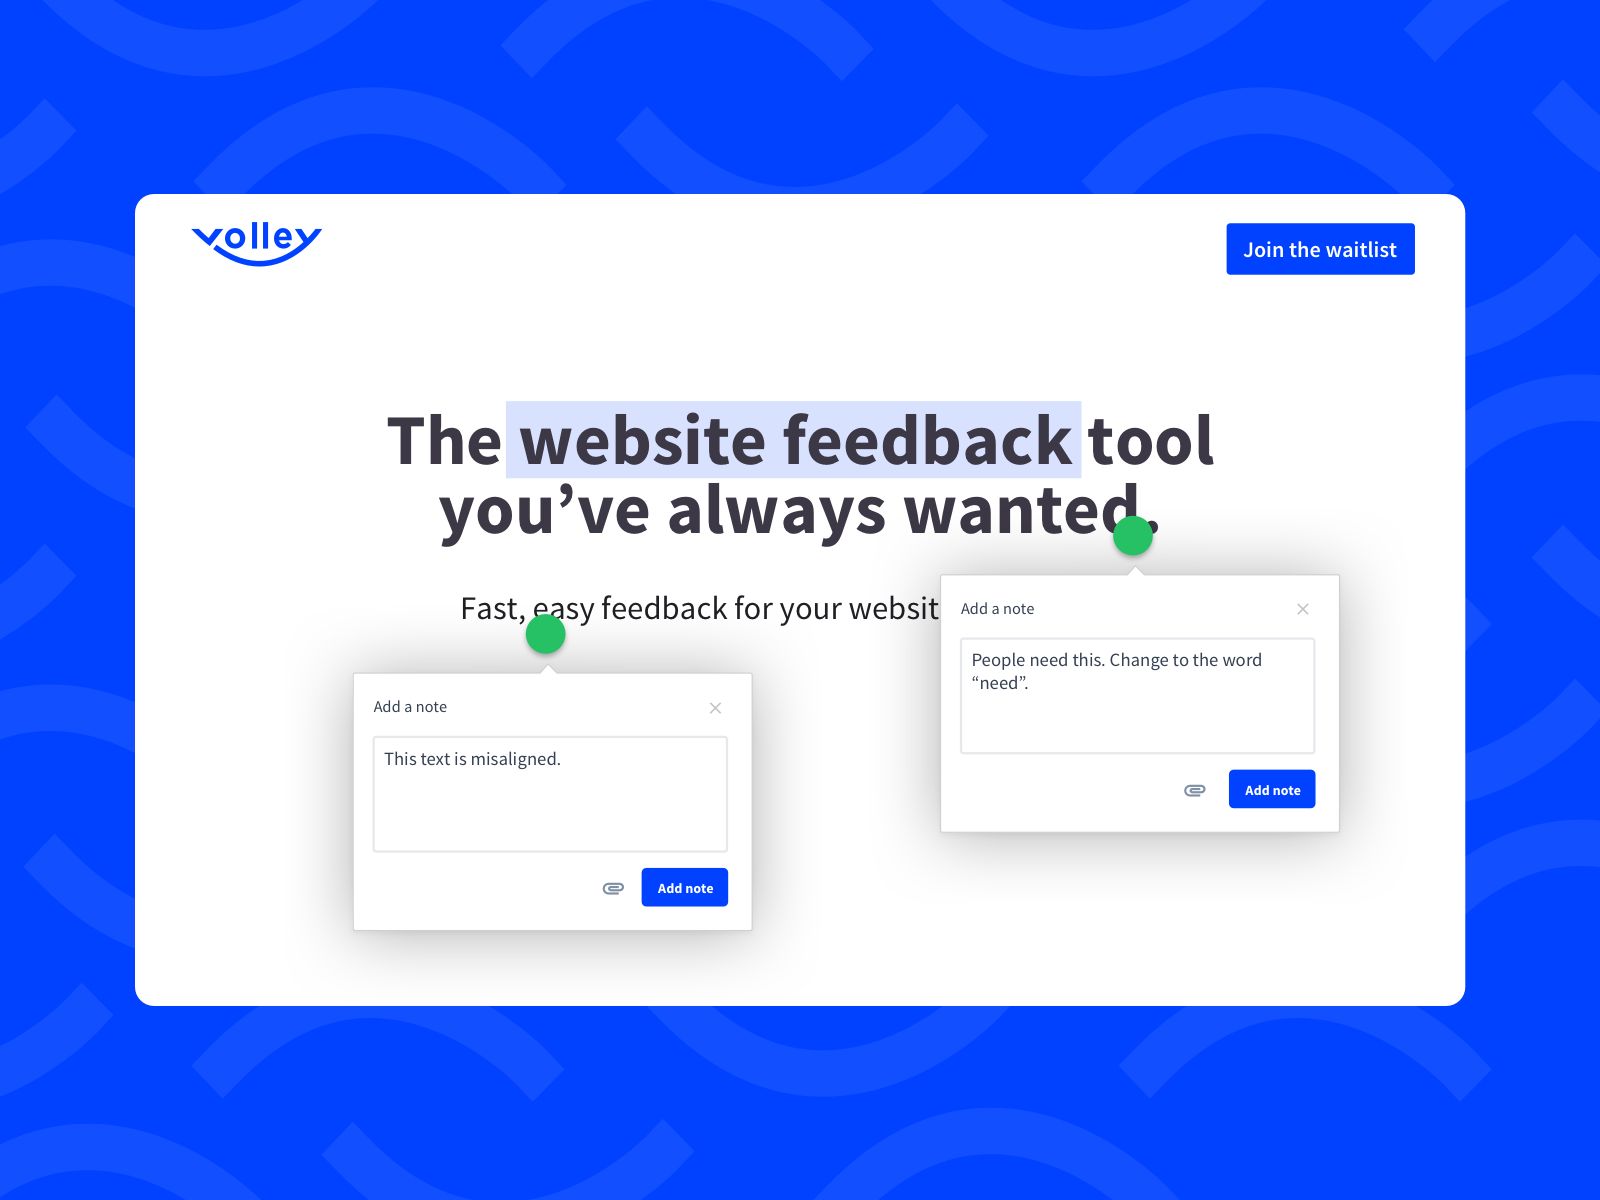 volley
Join the waitlist
The website feedback tool
you’ve always wanted.
Fast, easy feedback for your
Add a note
This text is misaligned.
Add note
Add a note
People need this. Change to the word
“need”.
Add note